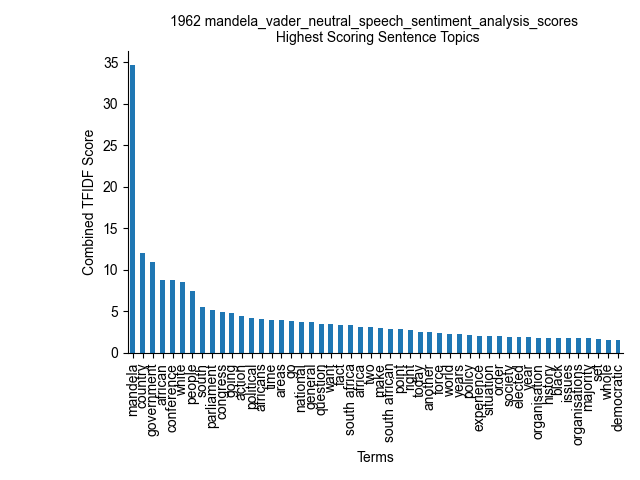 1962 mandela_vader_neutral_speech_sentiment_analysis_scores
Highest Scoring Sentence Topics
Combined TFIDF Score
35
30
25
20
15
10
5
0
mandela
country
government
african
conference
white
people
south
parliament
congress
going
action
political
africans
time
areas
go
national
general
question
want
fact
south africa
africa
two
make
south african
point
right
today
another
force
world
years
policy
experience
situation
order
society
elected
year
organisation
history
black
issues
organisations
majority
set
whole
democratic
Terms